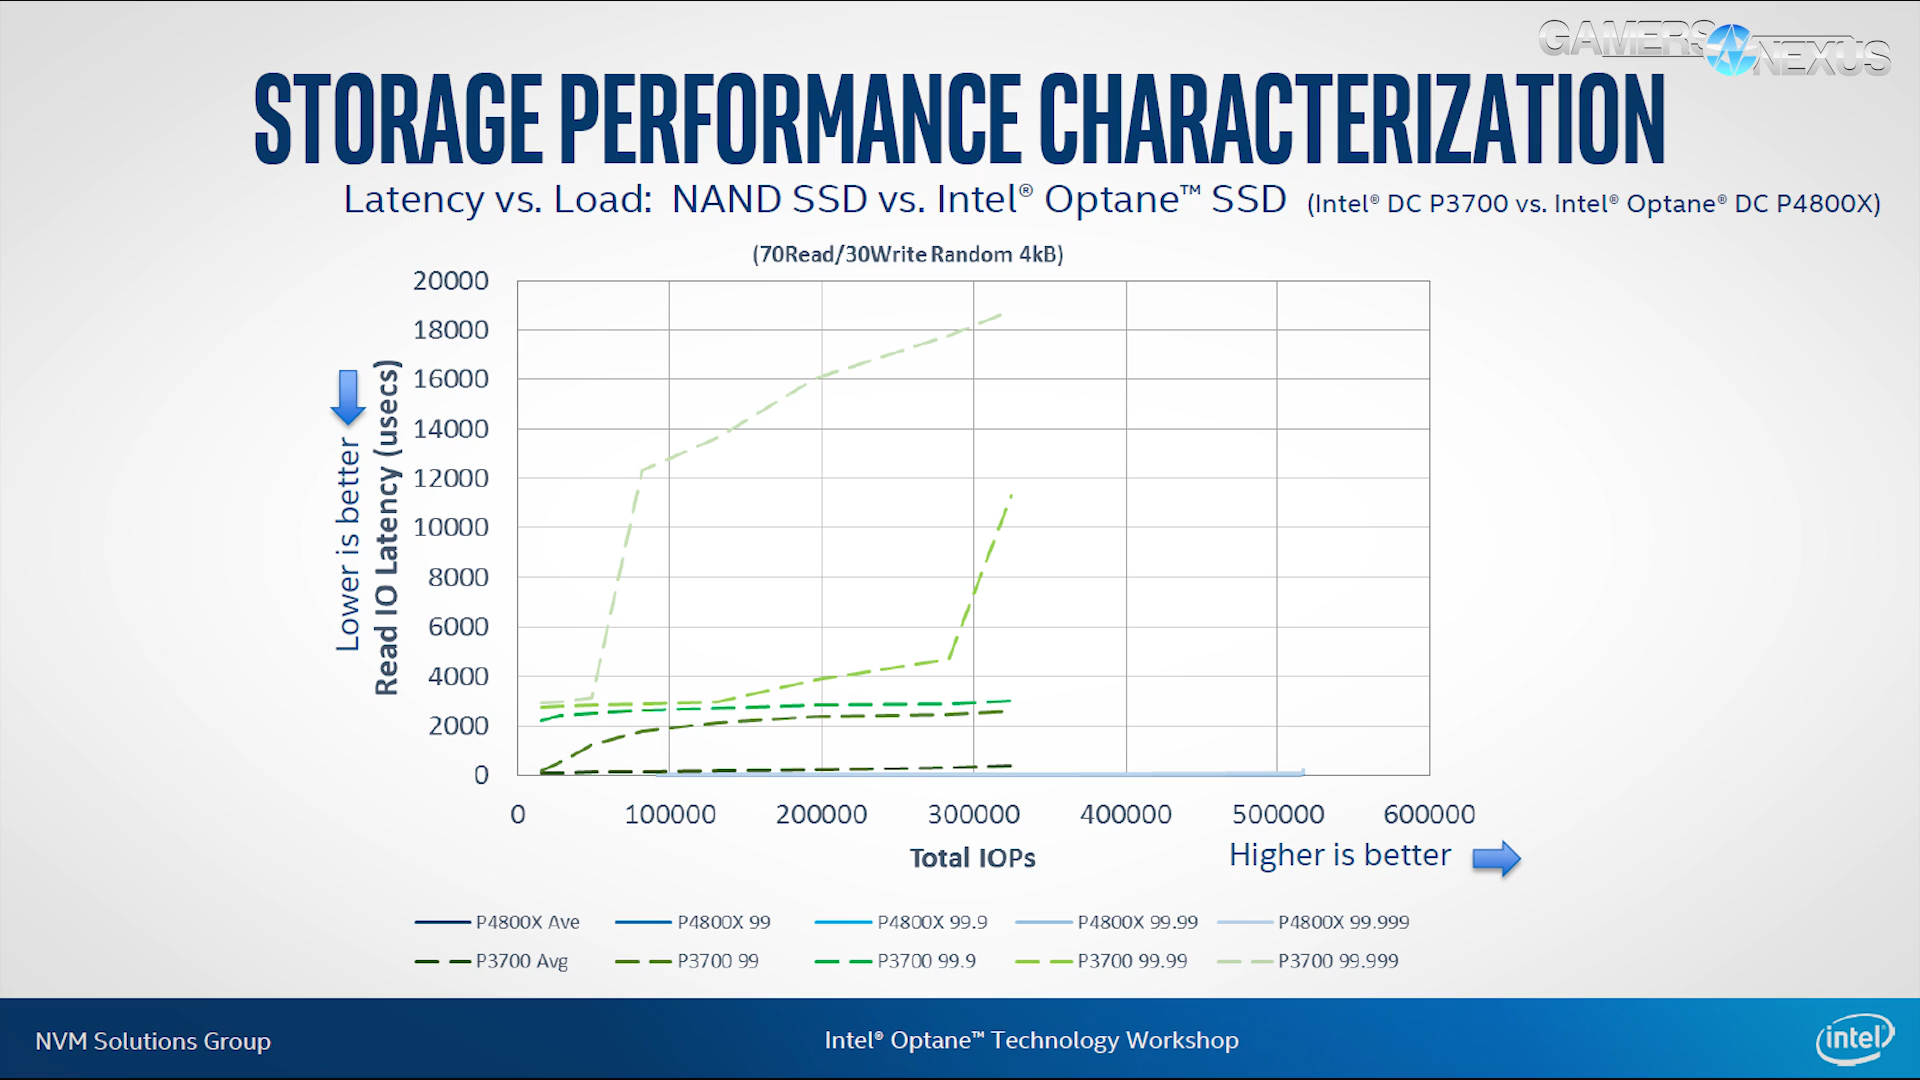 GAMERS NEXUS
STORAGE PERFORMANCE CHARACTERIZATION
Latency vs. Load: NAND SSD vs. Intel® Optane™ SSD (Intel® DC P3700 vs. Intel® Optane® DC P4800X)
(70Read/30Write Random 4kB)
20000
18000
16000
14000
12000
10000
8000
6000
4000
2000
0
Lower is better
Read IO Latency (usecs)
0 100000 200000 300000 400000 500000 600000
Total IOPs
Higher is better
P4800X Ave P4800X 99 P4800X 99.9 P4800X 99.99 P4800X 99.999
P3700 Avg P3700 99 P3700 99.9 P3700 99.99 P3700 99.999
NVM Solutions Group
Intel® Optane™ Technology Workshop
intel®